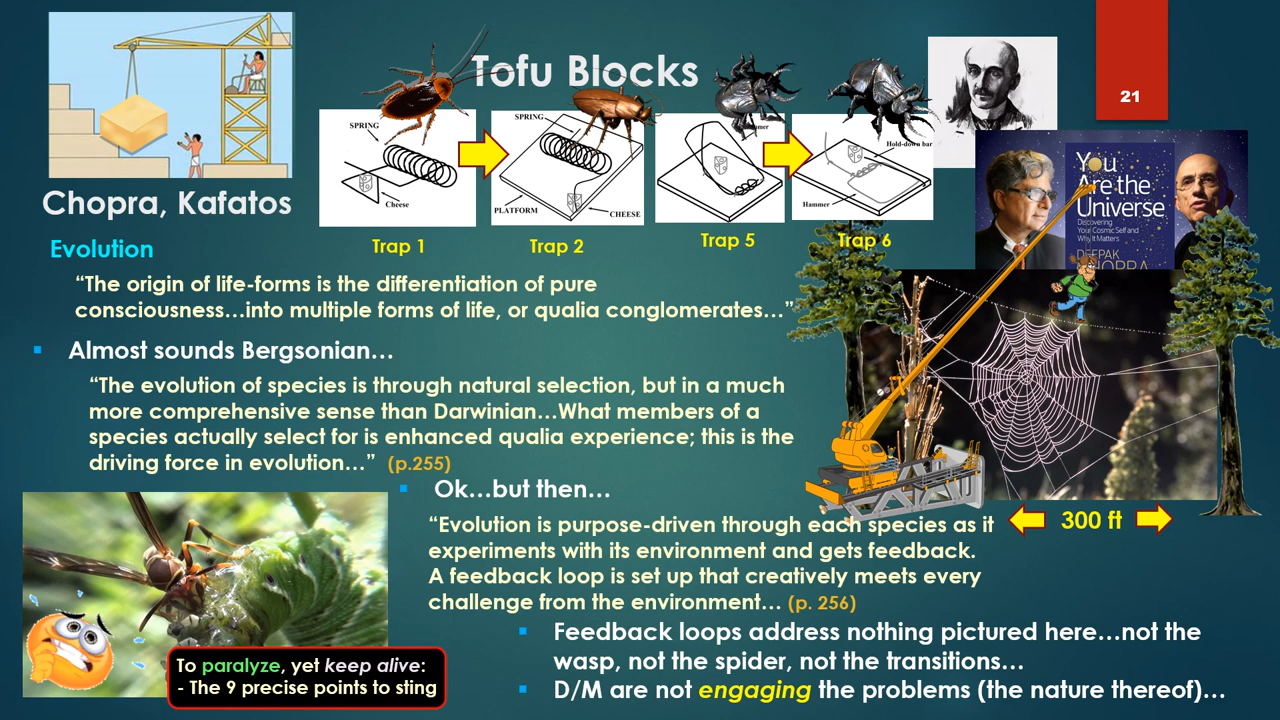 Tofu Blocks
21
SPRING
Cheese
SPRING
PLATFORM
CHEESE
Hold-down bar
Hammer
Trap 1
Trap 2
Trap 5
Trap 6
You
Are the
Universe
Discovering
Your Cosmic Self and
Why It Matters
DEEPAK
CHOPRA
Chopra, Kafatos
Evolution
“The origin of life-forms is the differentiation of pure
consciousness…into multiple forms of life, or qualia conglomerates…”
Almost sounds Bergsonian…
“The evolution of species is through natural selection, but in a much
more comprehensive sense than Darwinian…What members of a
species actually select for is enhanced qualia experience; this is the
driving force in evolution…” (p.255)
Ok…but then…
“Evolution is purpose-driven through each species as it
experiments with its environment and gets feedback.
A feedback loop is set up that creatively meets every
challenge from the environment… (p. 256)
300 ft
Feedback loops address nothing pictured here…not the
wasp, not the spider, not the transitions…
D/M are not engaging the problems (the nature thereof)…
To paralyze, yet keep alive:
- The 9 precise points to sting